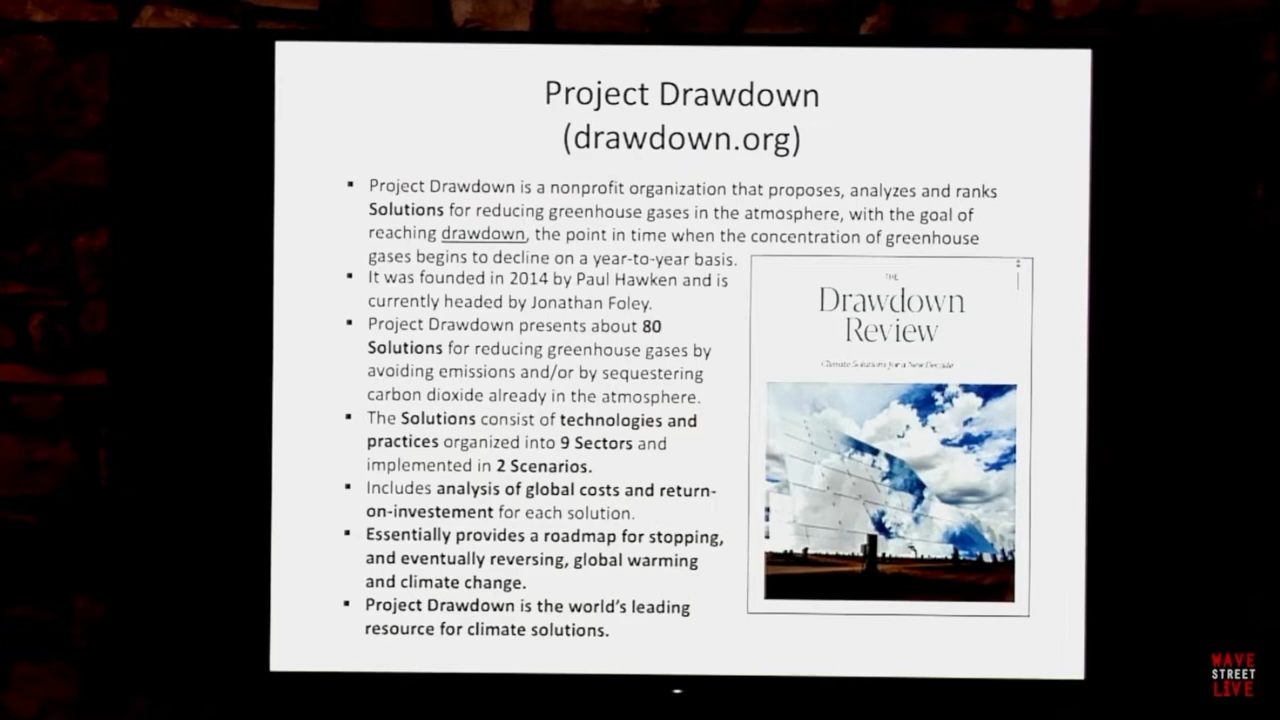 Project Drawdown
(drawdown.org)
▪ Project Drawdown is a nonprofit organization that proposes, analyzes and ranks
Solutions for reducing greenhouse gases in the atmosphere, with the goal of
reaching drawdown, the point in time when the concentration of greenhouse
gases begins to decline on a year-to-year basis.
▪ It was founded in 2014 by Paul Hawken and is
currently headed by Jonathan Foley.
▪ Project Drawdown presents about 80
Solutions for reducing greenhouse gases by
avoiding emissions and/or by sequestering
carbon dioxide already in the atmosphere.
▪ The Solutions consist of technologies and
practices organized into 9 Sectors and
implemented in 2 Scenarios.
▪ Includes analysis of global costs and return-
on-investement for each solution.
▪ Essentially provides a roadmap for stopping,
and eventually reversing, global warming
and climate change.
▪ Project Drawdown is the world's leading
resource for climate solutions.
THE
Drawdown
Review
Climate Solutions for a New Decade
WAVE
STREET
LIVE